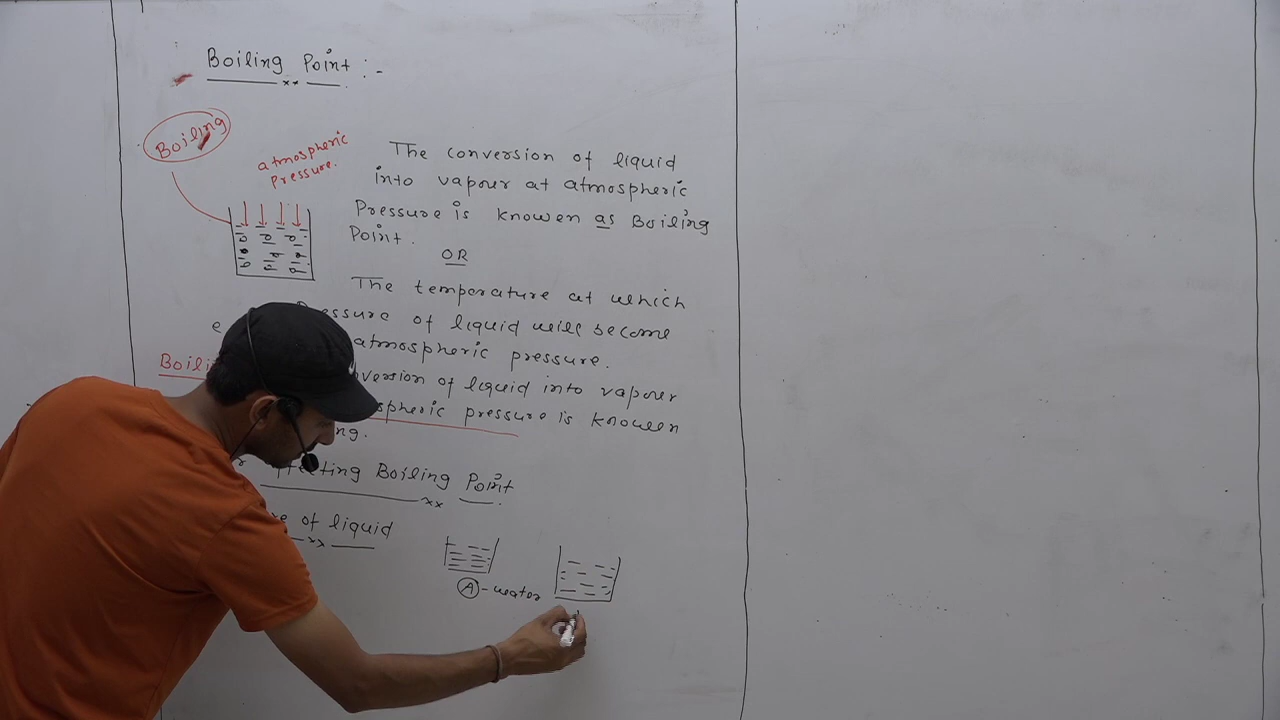 Boiling Point :-
Boiling
atmospheric
Pressure.
The conversion of liquid
into vapour at atmospheric
Pressure is knowen as Boiling
Point.
OR
The temperature at which
essure of liquid will become
e atmospheric pressure.
Boili version of liquid into vapour
spheric pressure is knowen
ng.
r affecting Boiling Point
re of liquid
A - water